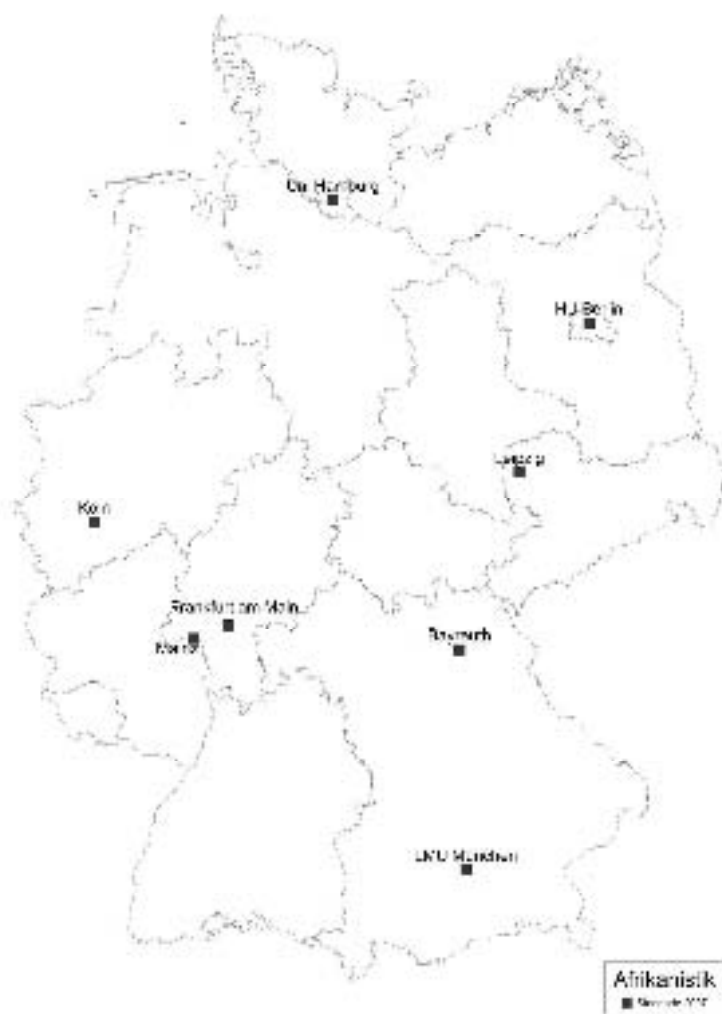 Uni Hamburg
HU Berlin
Leipzig
Köln
Frankfurt am Main
Mainz
Bayreuth
LMU München
Afrikanistik